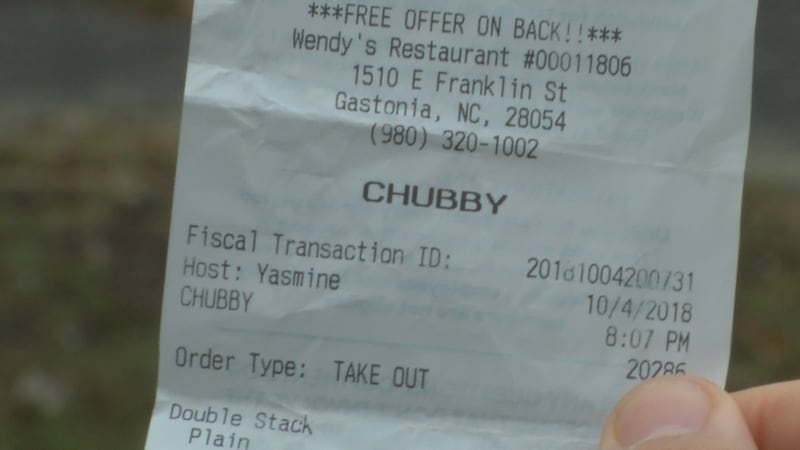 ***FREE OFFER ON BACK!!***
Wendy's Restaurant #00011806
1510 E Franklin St
Gastonia, NC, 28054
(980) 320-1002
CHUBBY
Fiscal Transaction ID: 20181004200731
Host: Yasmine 10/4/2018
CHUBBY 8:07 PM
20286
Order Type: TAKE OUT
Double Stack
Plain